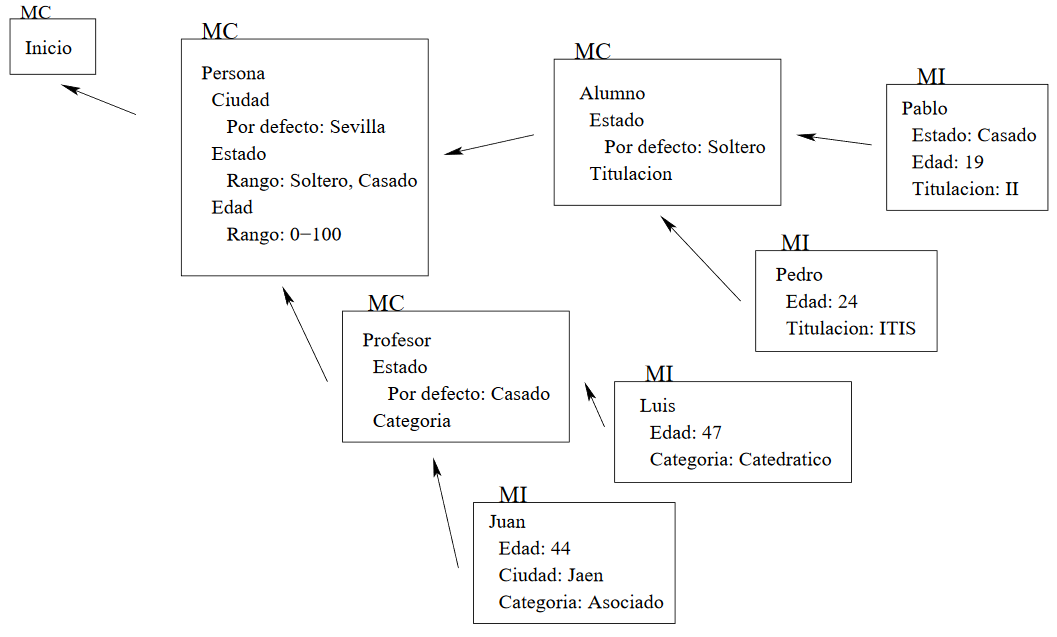 MC
Inicio
MC
Persona
Ciudad
Por defecto: Sevilla
Estado
Rango: Soltero, Casado
Edad
Rango: 0−100
MC
Alumno
Estado
Por defecto: Soltero
Titulacion
MI
Pablo
Estado: Casado
Edad: 19
Titulacion: II
MI
Pedro
Edad: 24
Titulacion: ITIS
MC
Profesor
Estado
Por defecto: Casado
Categoria
MI
Luis
Edad: 47
Categoria: Catedratico
MI
Juan
Edad: 44
Ciudad: Jaen
Categoria: Asociado